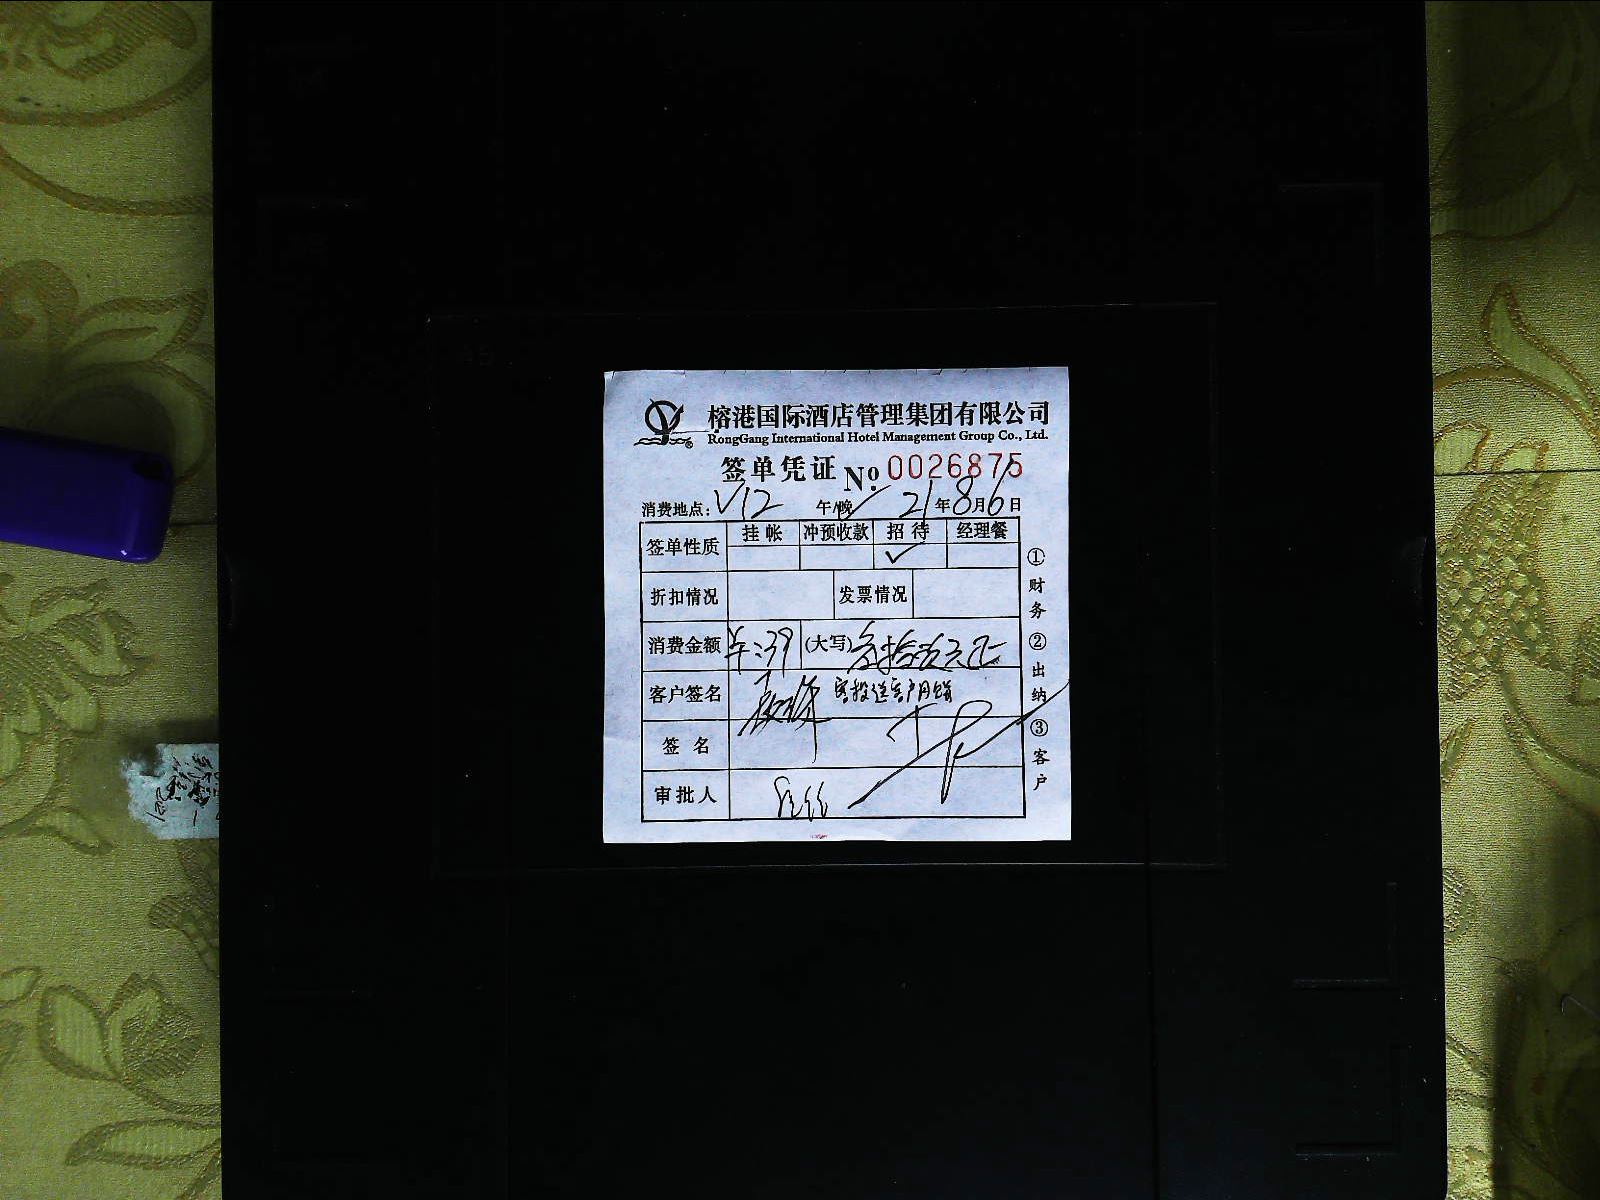 榕港国际酒店管理集团有限公司
RongGang International Hotel Management Group Co., Ltd.
签单凭证 № 0026875
消费地点: V12 午/晚 ✓ 21年8月6日
签单性质 挂帐 冲预收款 招待 经理餐
✓
折扣情况 发票情况
消费金额 (大写)
客户签名
签名
审批人
①财务 ②出纳 ③客户